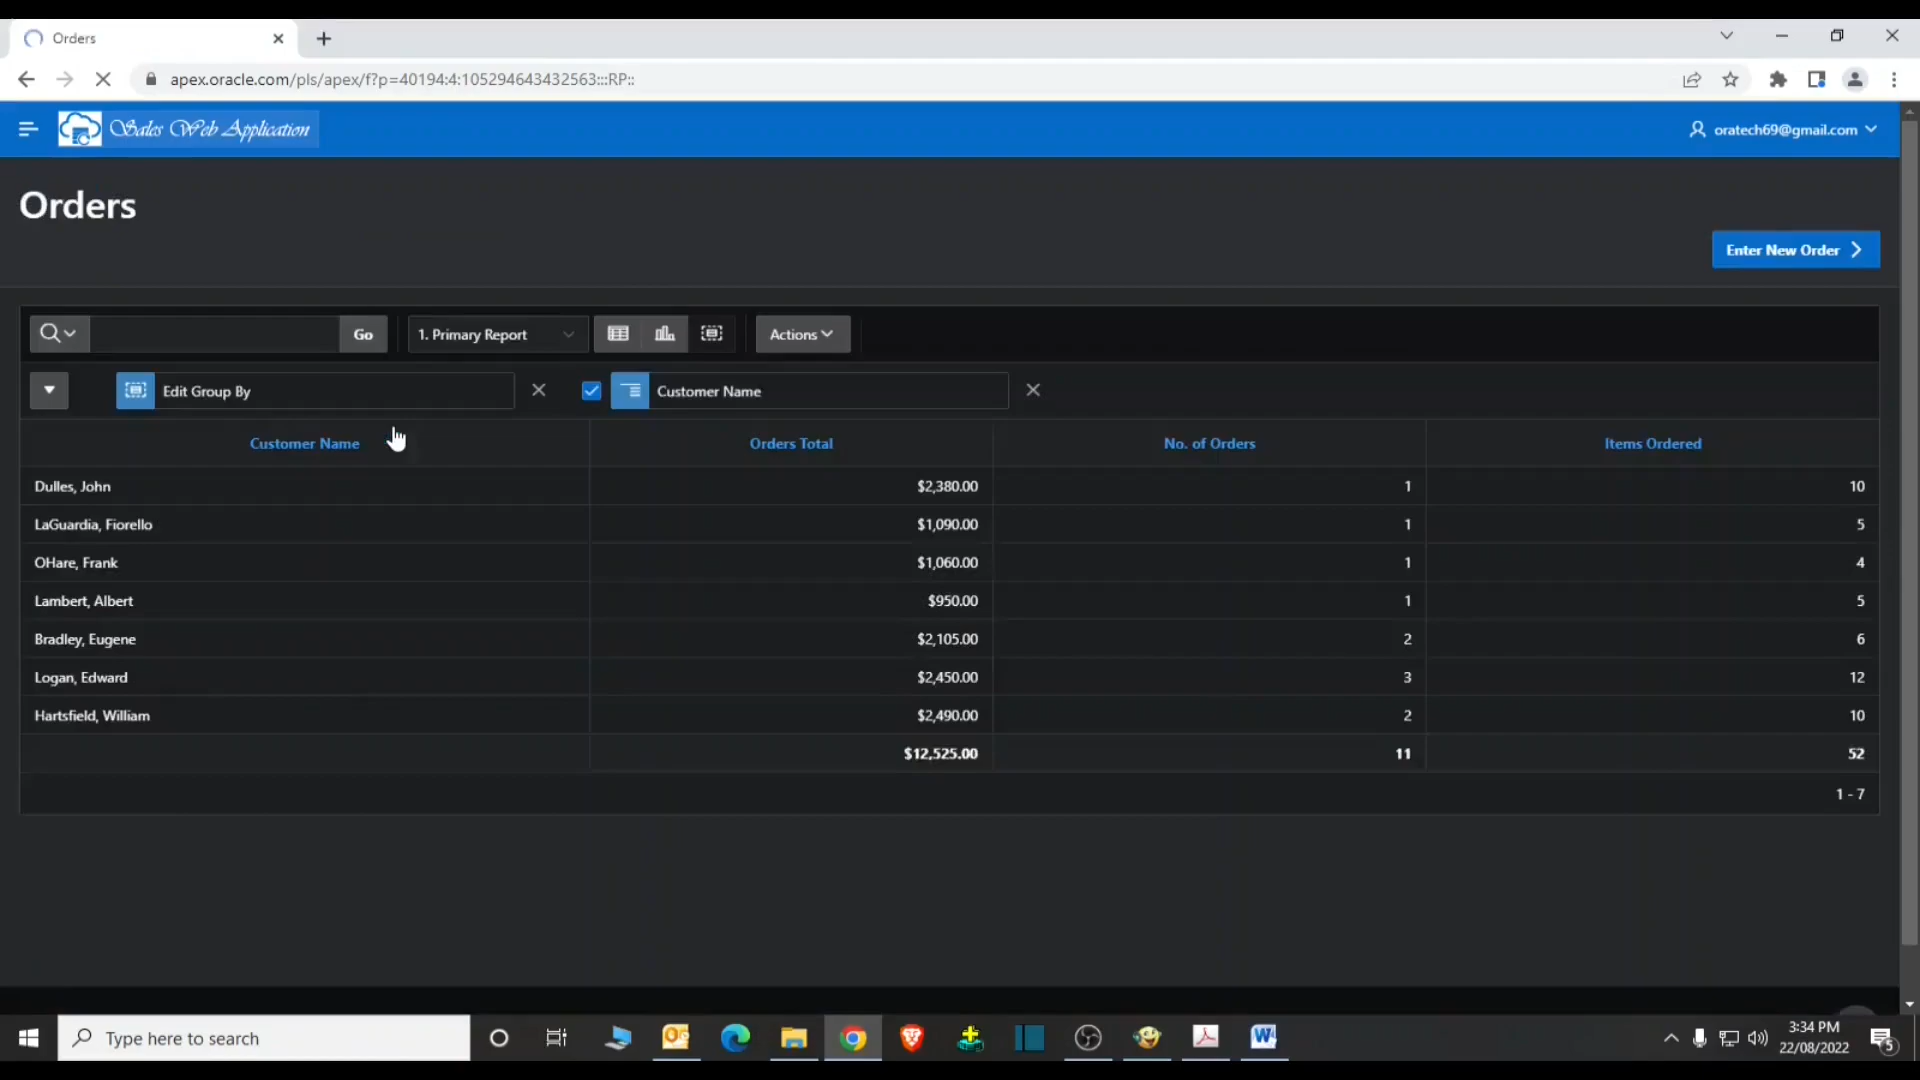 Orders
apex.oracle.com/pls/apex/f?p=40194:4:105294643432563:::RP::
Sales Web Application
oratech69@gmail.com
Orders
Enter New Order
Go
1. Primary Report
Actions
Edit Group By
Customer Name
Customer Name Orders Total No. of Orders Items Ordered
Dulles, John $2,380.00 1 10
LaGuardia, Fiorello $1,090.00 1 5
OHare, Frank $1,060.00 1 4
Lambert, Albert $950.00 1 5
Bradley, Eugene $2,105.00 2 6
Logan, Edward $2,450.00 3 12
Hartsfield, William $2,490.00 2 10
$12,525.00 11 52
1 - 7
Type here to search
3:34 PM
22/08/2022
5